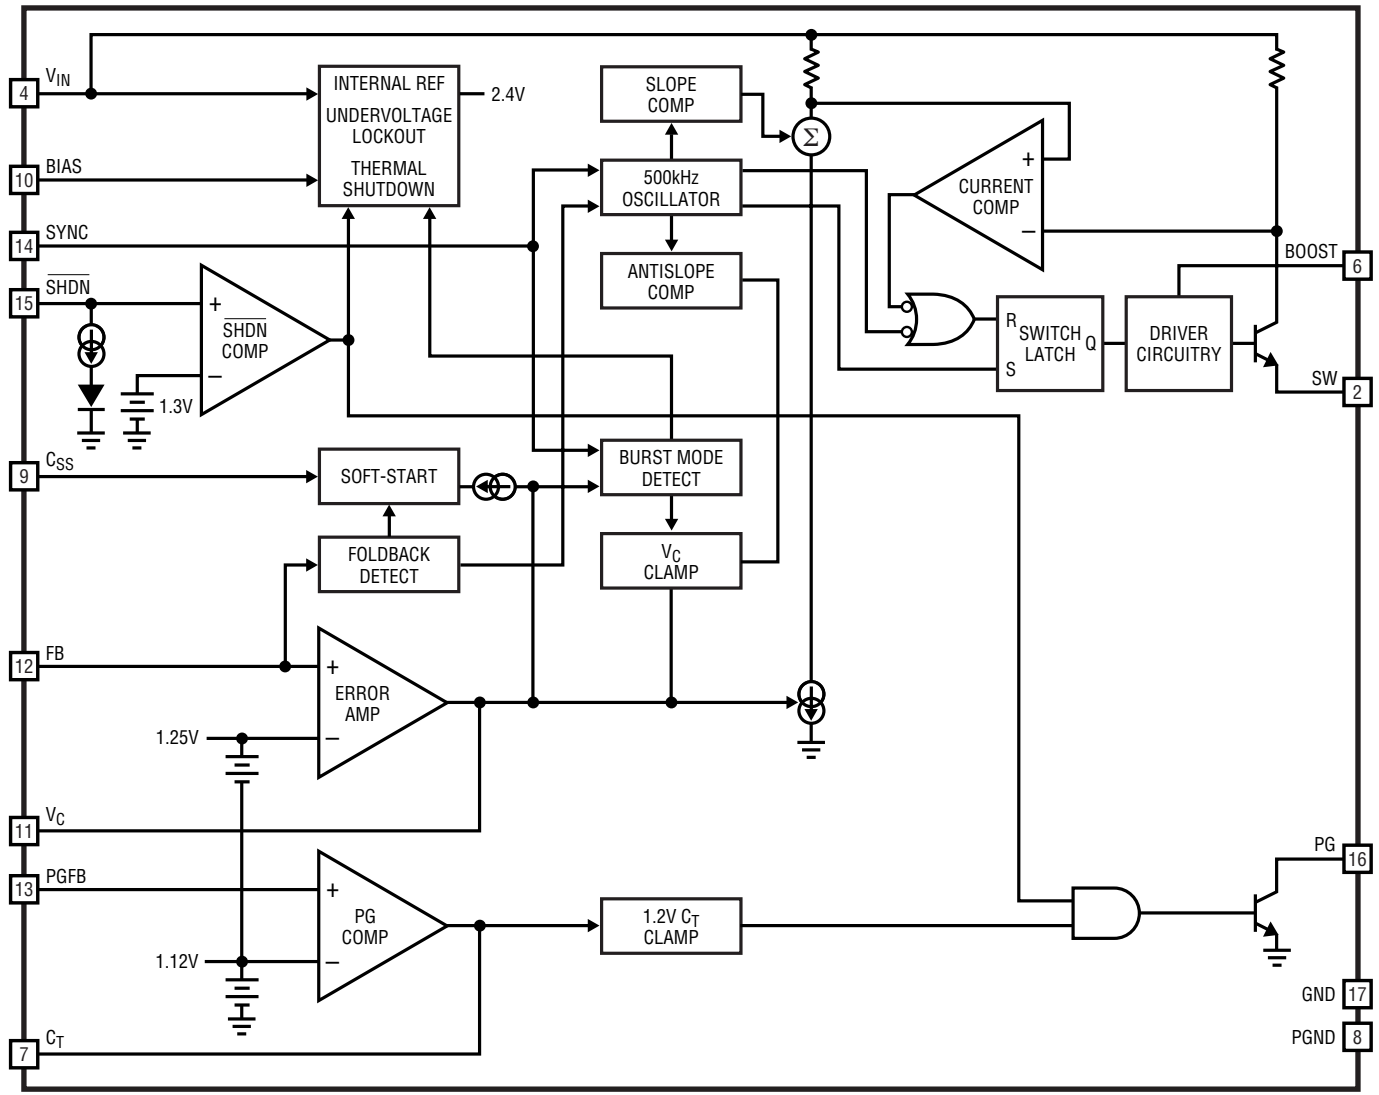 4
VIN
INTERNAL REF
UNDERVOLTAGE
LOCKOUT
THERMAL
SHUTDOWN
2.4V
SLOPE
COMP
Σ
10
BIAS
500kHz
OSCILLATOR
+
CURRENT
COMP
–
14
SYNC
ANTISLOPE
COMP
BOOST
6
15
SHDN
+
SHDN
COMP
–
1.3V
R
SWITCH
LATCH
Q
S
DRIVER
CIRCUITRY
SW
2
9
CSS
SOFT-START
BURST MODE
DETECT
FOLDBACK
DETECT
VC
CLAMP
12
FB
+
ERROR
AMP
–
1.25V
11
VC
13
PGFB
+
PG
COMP
–
1.12V
1.2V CT
CLAMP
PG
16
7
CT
GND
17
PGND
8